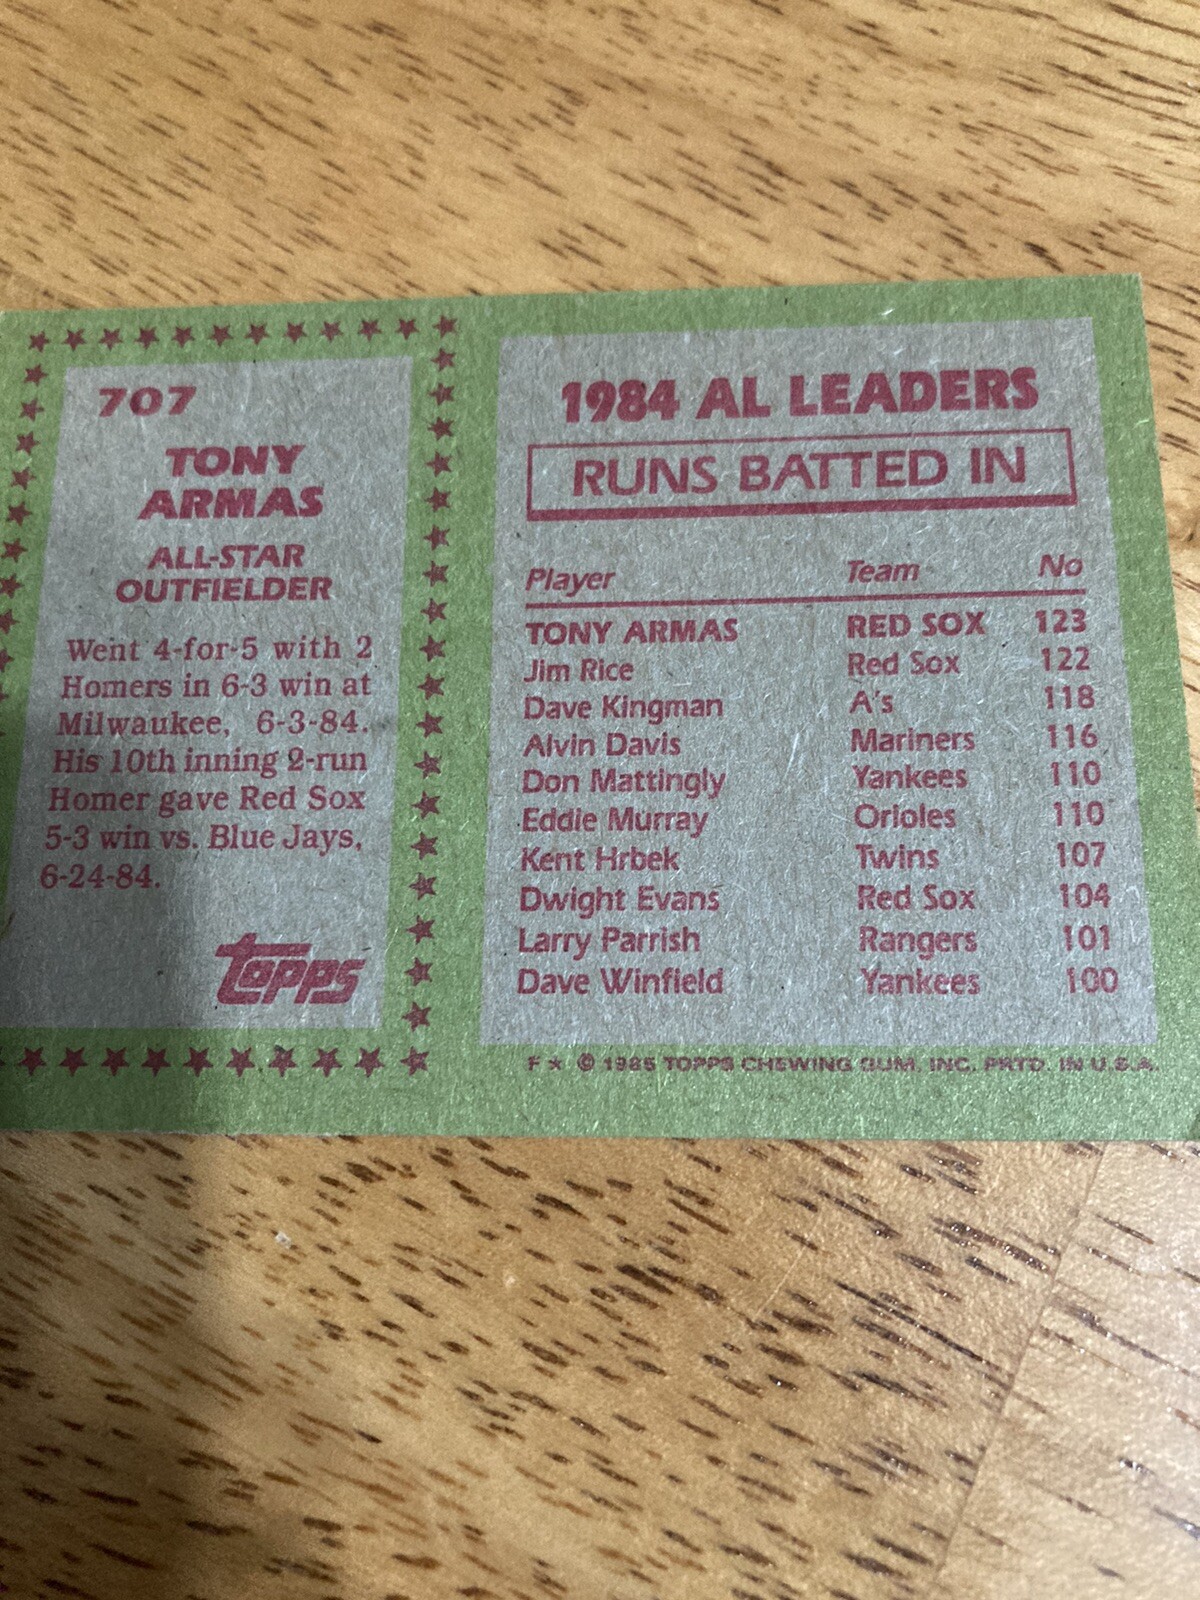 707
TONY
ARMAS
ALL-STAR
OUTFIELDER
Went 4-for-5 with 2
Homers in 6-3 win at
Milwaukee, 6-3-84.
His 10th inning 2-run
Homer gave Red Sox
5-3 win vs. Blue Jays,
6-24-84.
topps
1984 AL LEADERS
RUNS BATTED IN
Player Team No
TONY ARMAS RED SOX 123
Jim Rice Red Sox 122
Dave Kingman A's 118
Alvin Davis Mariners 116
Don Mattingly Yankees 110
Eddie Murray Orioles 110
Kent Hrbek Twins 107
Dwight Evans Red Sox 104
Larry Parrish Rangers 101
Dave Winfield Yankees 100
F★ © 1985 TOPPS CHEWING GUM, INC. PRTD. IN U.S.A.